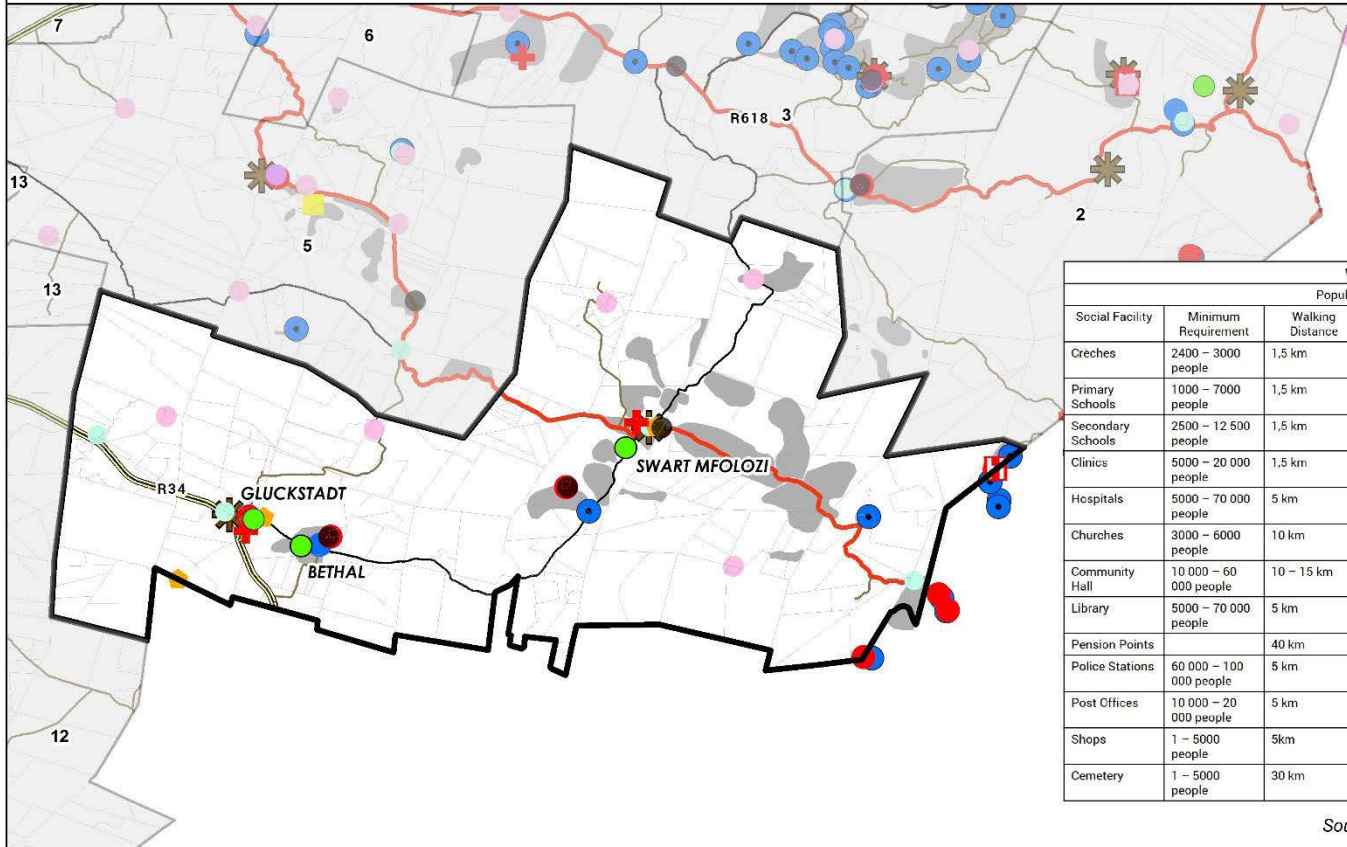 7
6
R618
3
13
2
5
13
R34
GLUCKSTADT
SWART MFOLOZI
BETHAL
12
Popul
Social Facility
Minimum
Requirement
Walking
Distance
Creches
2400 – 3000
people
1,5 km
Primary
Schools
1000 – 7000
people
1,5 km
Secondary
Schools
2500 – 12 500
people
1,5 km
Clinics
5000 – 20 000
people
1,5 km
Hospitals
5000 – 70 000
people
5 km
Churches
3000 – 6000
people
10 km
Community
Hall
10 000 – 60
000 people
10 – 15 km
Library
5000 – 70 000
people
5 km
Pension Points
40 km
Police Stations
60 000 – 100
000 people
5 km
Post Offices
10 000 – 20
000 people
5 km
Shops
1 – 5000
people
5km
Cemetery
1 – 5000
people
30 km
Sou